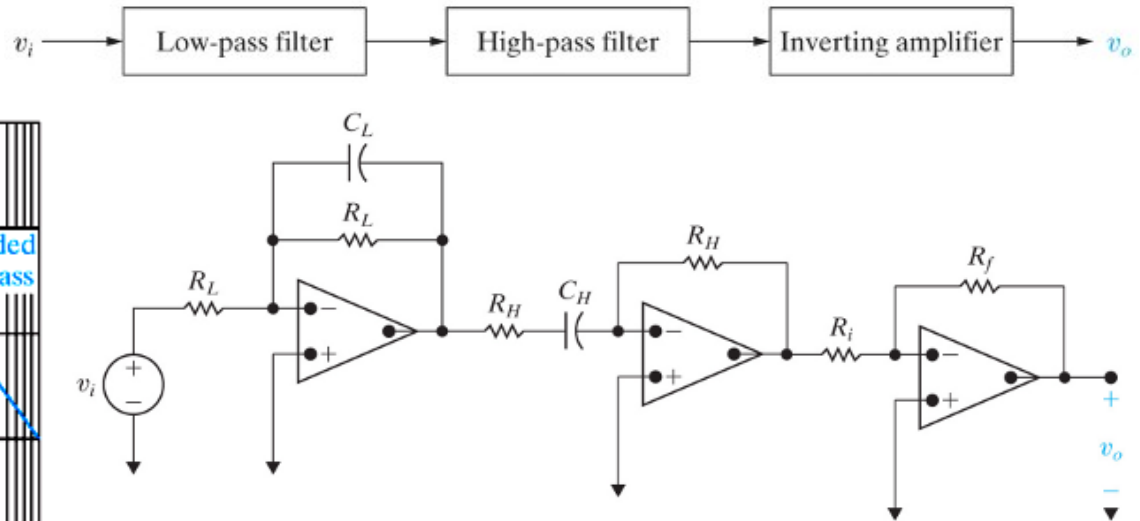 v_i Low-pass filter High-pass filter Inverting amplifier v_o
C_L
R_L
R_H
R_f
R_L
R_H
C_H
R_i
−
+
−
+
−
+
v_i
+
−
+
v_o
−